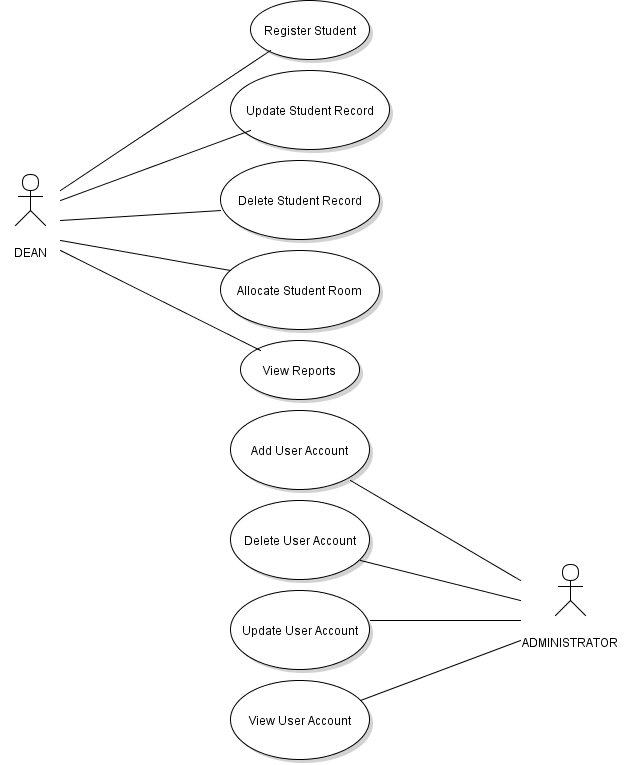 Register Student
Update Student Record
Delete Student Record
DEAN
Allocate Student Room
View Reports
Add User Account
Delete User Account
Update User Account
ADMINISTRATOR
View User Account